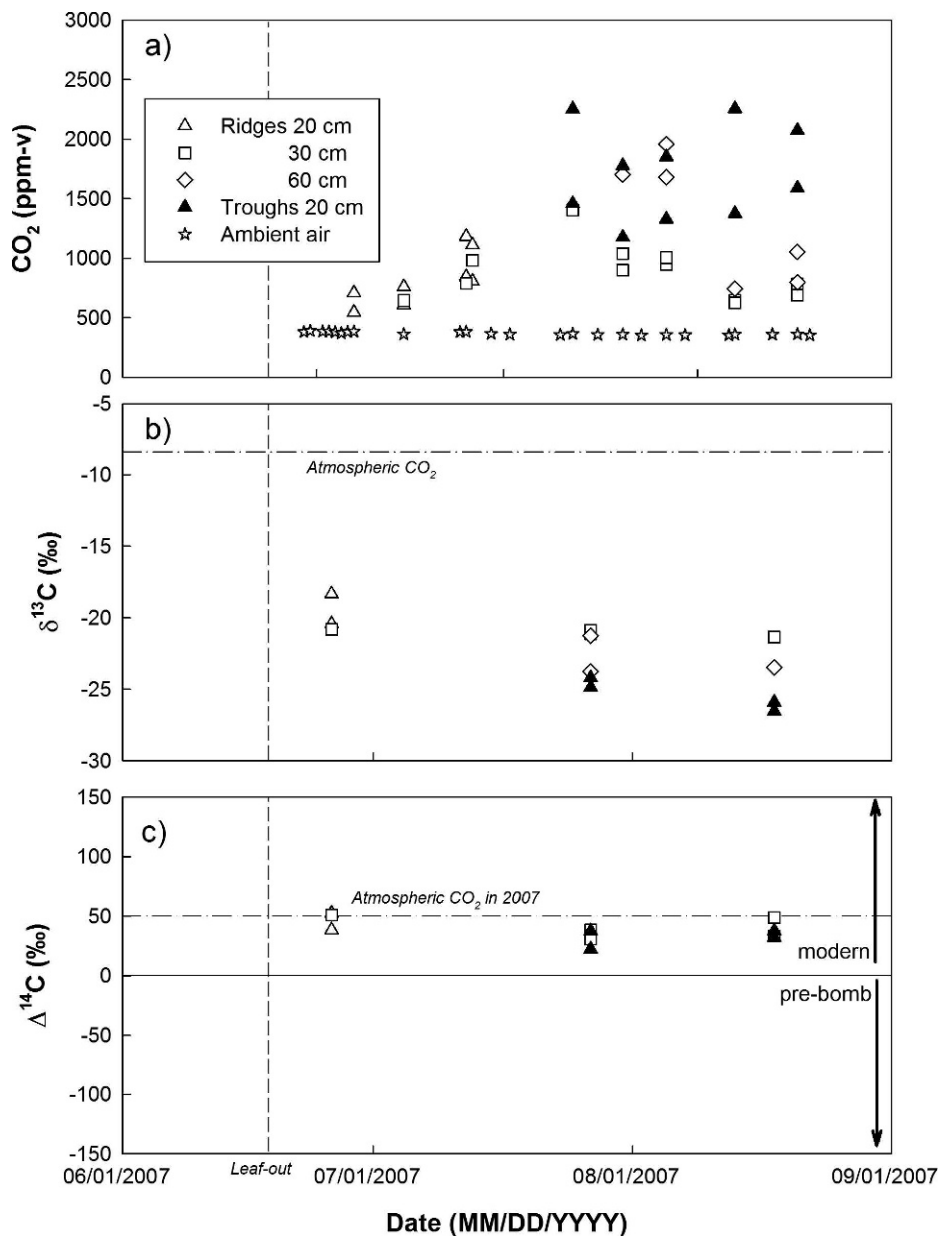 a)
3000
2500
2000
1500
1000
500
0
CO2 (ppm-v)
Ridges 20 cm
30 cm
60 cm
Troughs 20 cm
Ambient air
b)
-5
-10
-15
-20
-25
-30
δ13C (‰)
Atmospheric CO2
c)
150
100
50
0
-50
-100
-150
Δ14C (‰)
Atmospheric CO2 in 2007
modern
pre-bomb
Leaf-out
06/01/2007 07/01/2007 08/01/2007 09/01/2007
Date (MM/DD/YYYY)